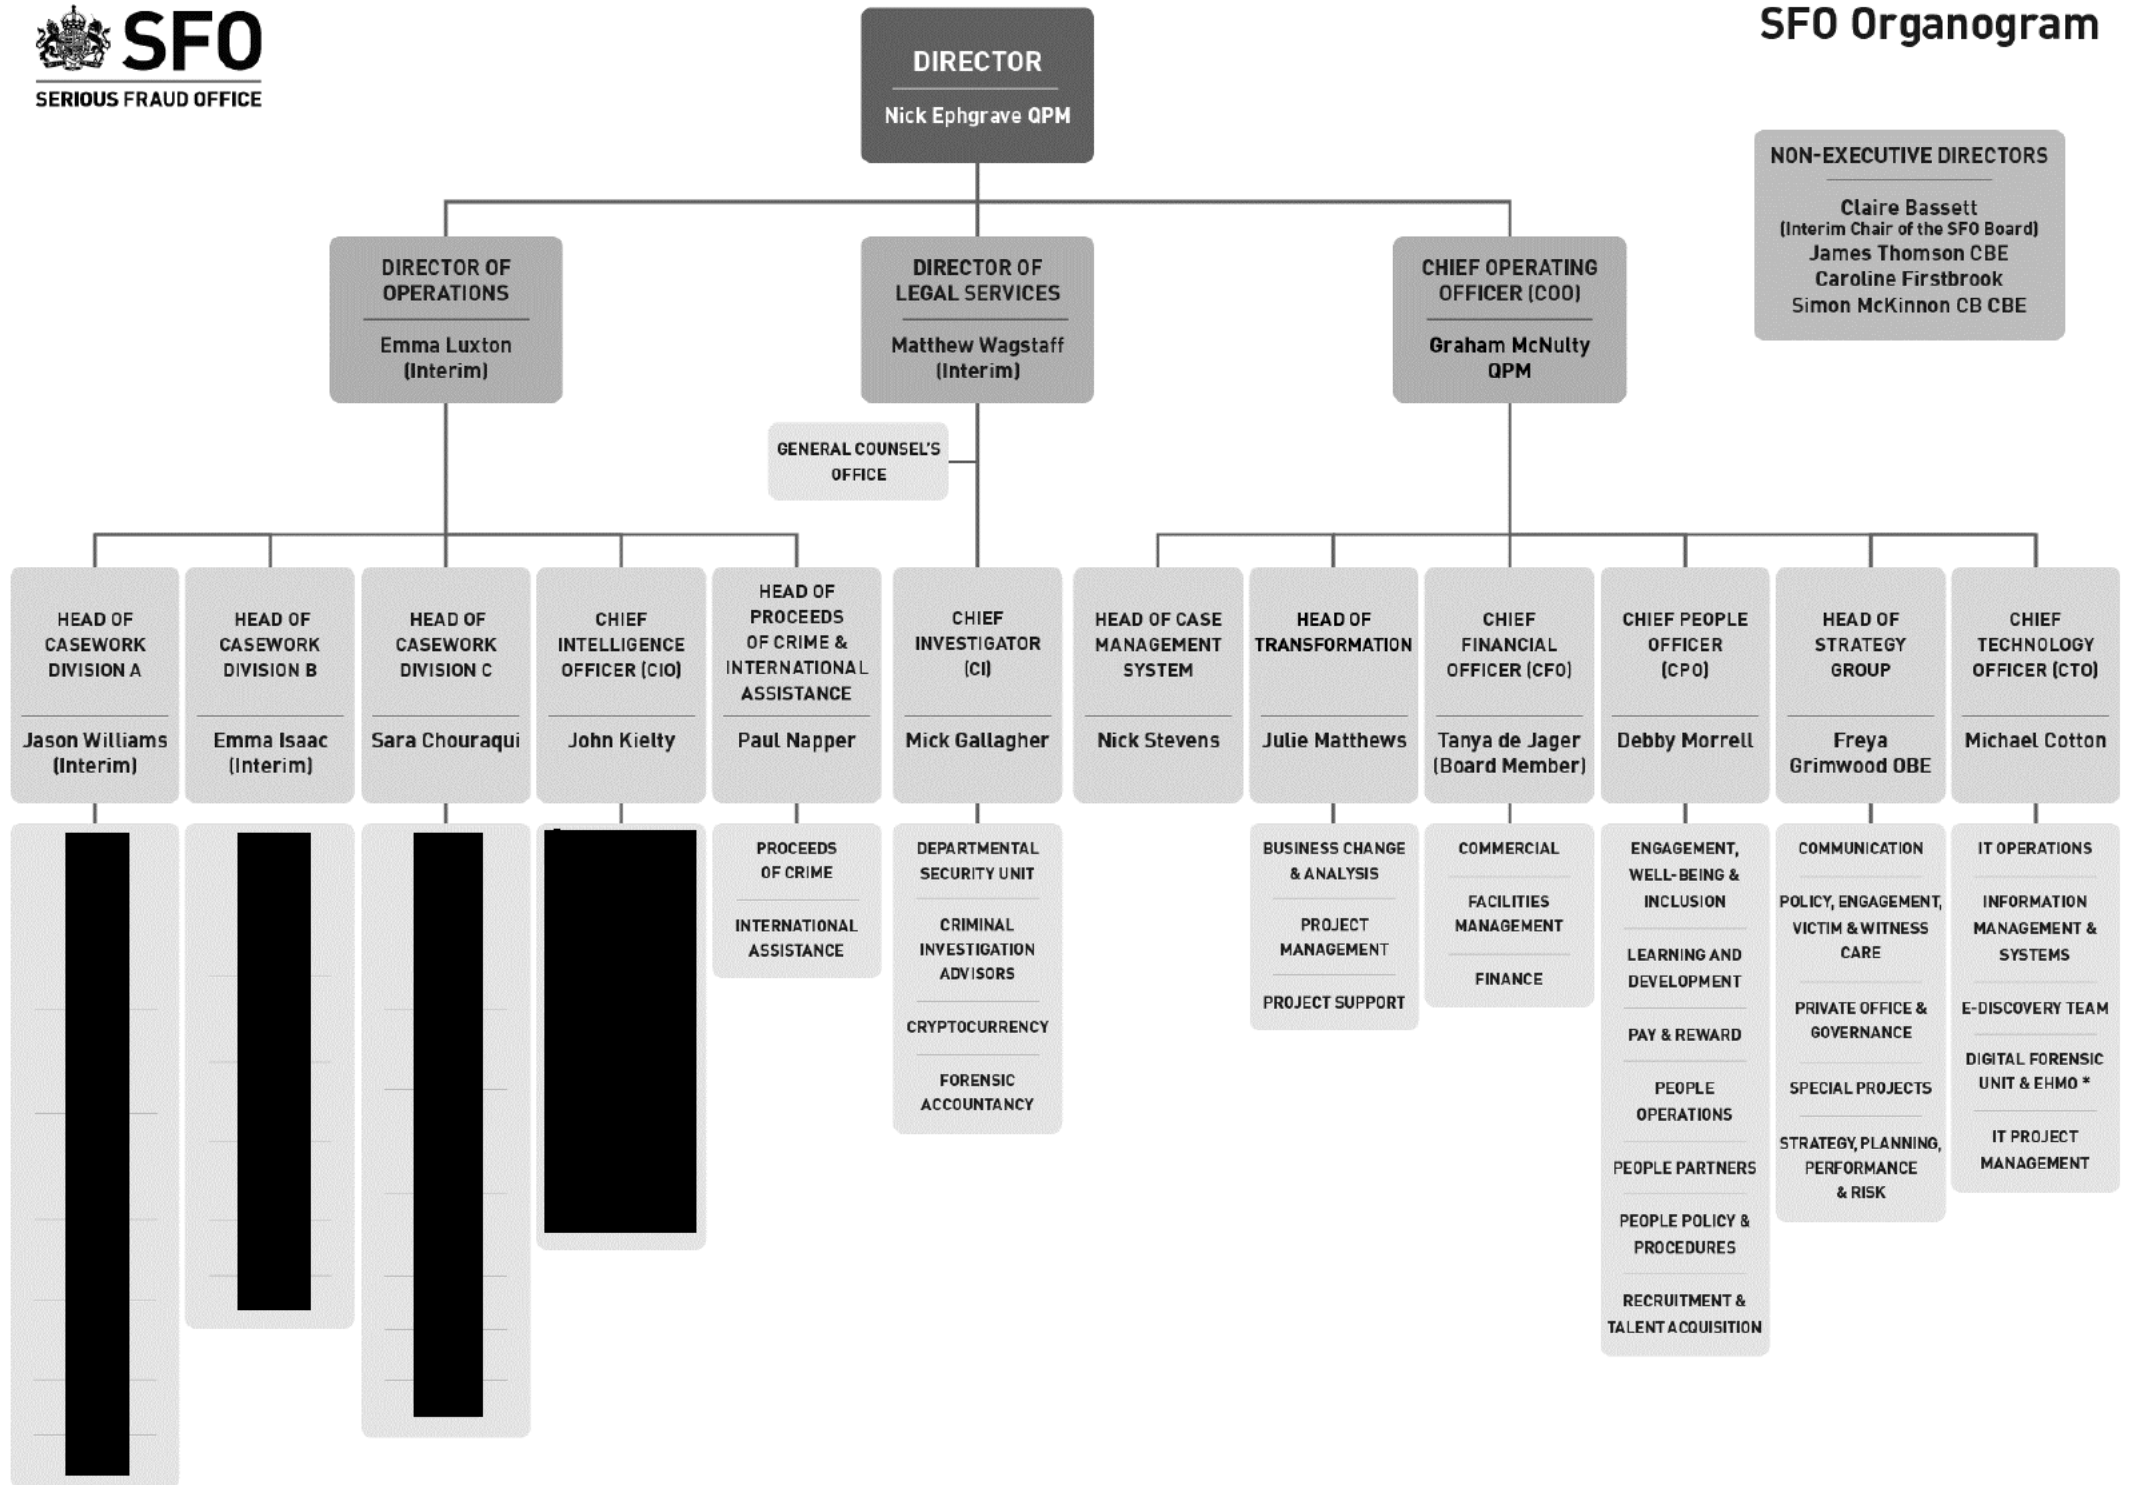 SFO
SERIOUS FRAUD OFFICE
SFO Organogram
DIRECTOR
Nick Ephgrave QPM
NON-EXECUTIVE DIRECTORS
Claire Bassett
(Interim Chair of the SFO Board)
James Thomson CBE
Caroline Firstbrook
Simon McKinnon CB CBE
DIRECTOR OF
OPERATIONS
Emma Luxton
(Interim)
DIRECTOR OF
LEGAL SERVICES
Matthew Wagstaff
(Interim)
CHIEF OPERATING
OFFICER (COO)
Graham McNulty
QPM
GENERAL COUNSEL'S
OFFICE
HEAD OF
CASEWORK
DIVISION A
Jason Williams
(Interim)
HEAD OF
CASEWORK
DIVISION B
Emma Isaac
(Interim)
HEAD OF
CASEWORK
DIVISION C
Sara Chouraqui
CHIEF
INTELLIGENCE
OFFICER (CIO)
John Kielty
HEAD OF
PROCEEDS
OF CRIME &
INTERNATIONAL
ASSISTANCE
Paul Napper
PROCEEDS
OF CRIME
INTERNATIONAL
ASSISTANCE
CHIEF
INVESTIGATOR
(CI)
Mick Gallagher
DEPARTMENTAL
SECURITY UNIT
CRIMINAL
INVESTIGATION
ADVISORS
CRYPTOCURRENCY
FORENSIC
ACCOUNTANCY
HEAD OF CASE
MANAGEMENT
SYSTEM
Nick Stevens
HEAD OF
TRANSFORMATION
Julie Matthews
BUSINESS CHANGE
& ANALYSIS
PROJECT
MANAGEMENT
PROJECT SUPPORT
CHIEF
FINANCIAL
OFFICER (CFO)
Tanya de Jager
(Board Member)
COMMERCIAL
FACILITIES
MANAGEMENT
FINANCE
CHIEF PEOPLE
OFFICER
(CPO)
Debby Morrell
ENGAGEMENT,
WELL-BEING &
INCLUSION
LEARNING AND
DEVELOPMENT
PAY & REWARD
PEOPLE
OPERATIONS
PEOPLE PARTNERS
PEOPLE POLICY &
PROCEDURES
RECRUITMENT &
TALENT ACQUISITION
HEAD OF
STRATEGY
GROUP
Freya
Grimwood OBE
COMMUNICATION
POLICY, ENGAGEMENT,
VICTIM & WITNESS
CARE
PRIVATE OFFICE &
GOVERNANCE
SPECIAL PROJECTS
STRATEGY, PLANNING,
PERFORMANCE
& RISK
CHIEF
TECHNOLOGY
OFFICER (CTO)
Michael Cotton
IT OPERATIONS
INFORMATION
MANAGEMENT &
SYSTEMS
E-DISCOVERY TEAM
DIGITAL FORENSIC
UNIT & EHMO *
IT PROJECT
MANAGEMENT